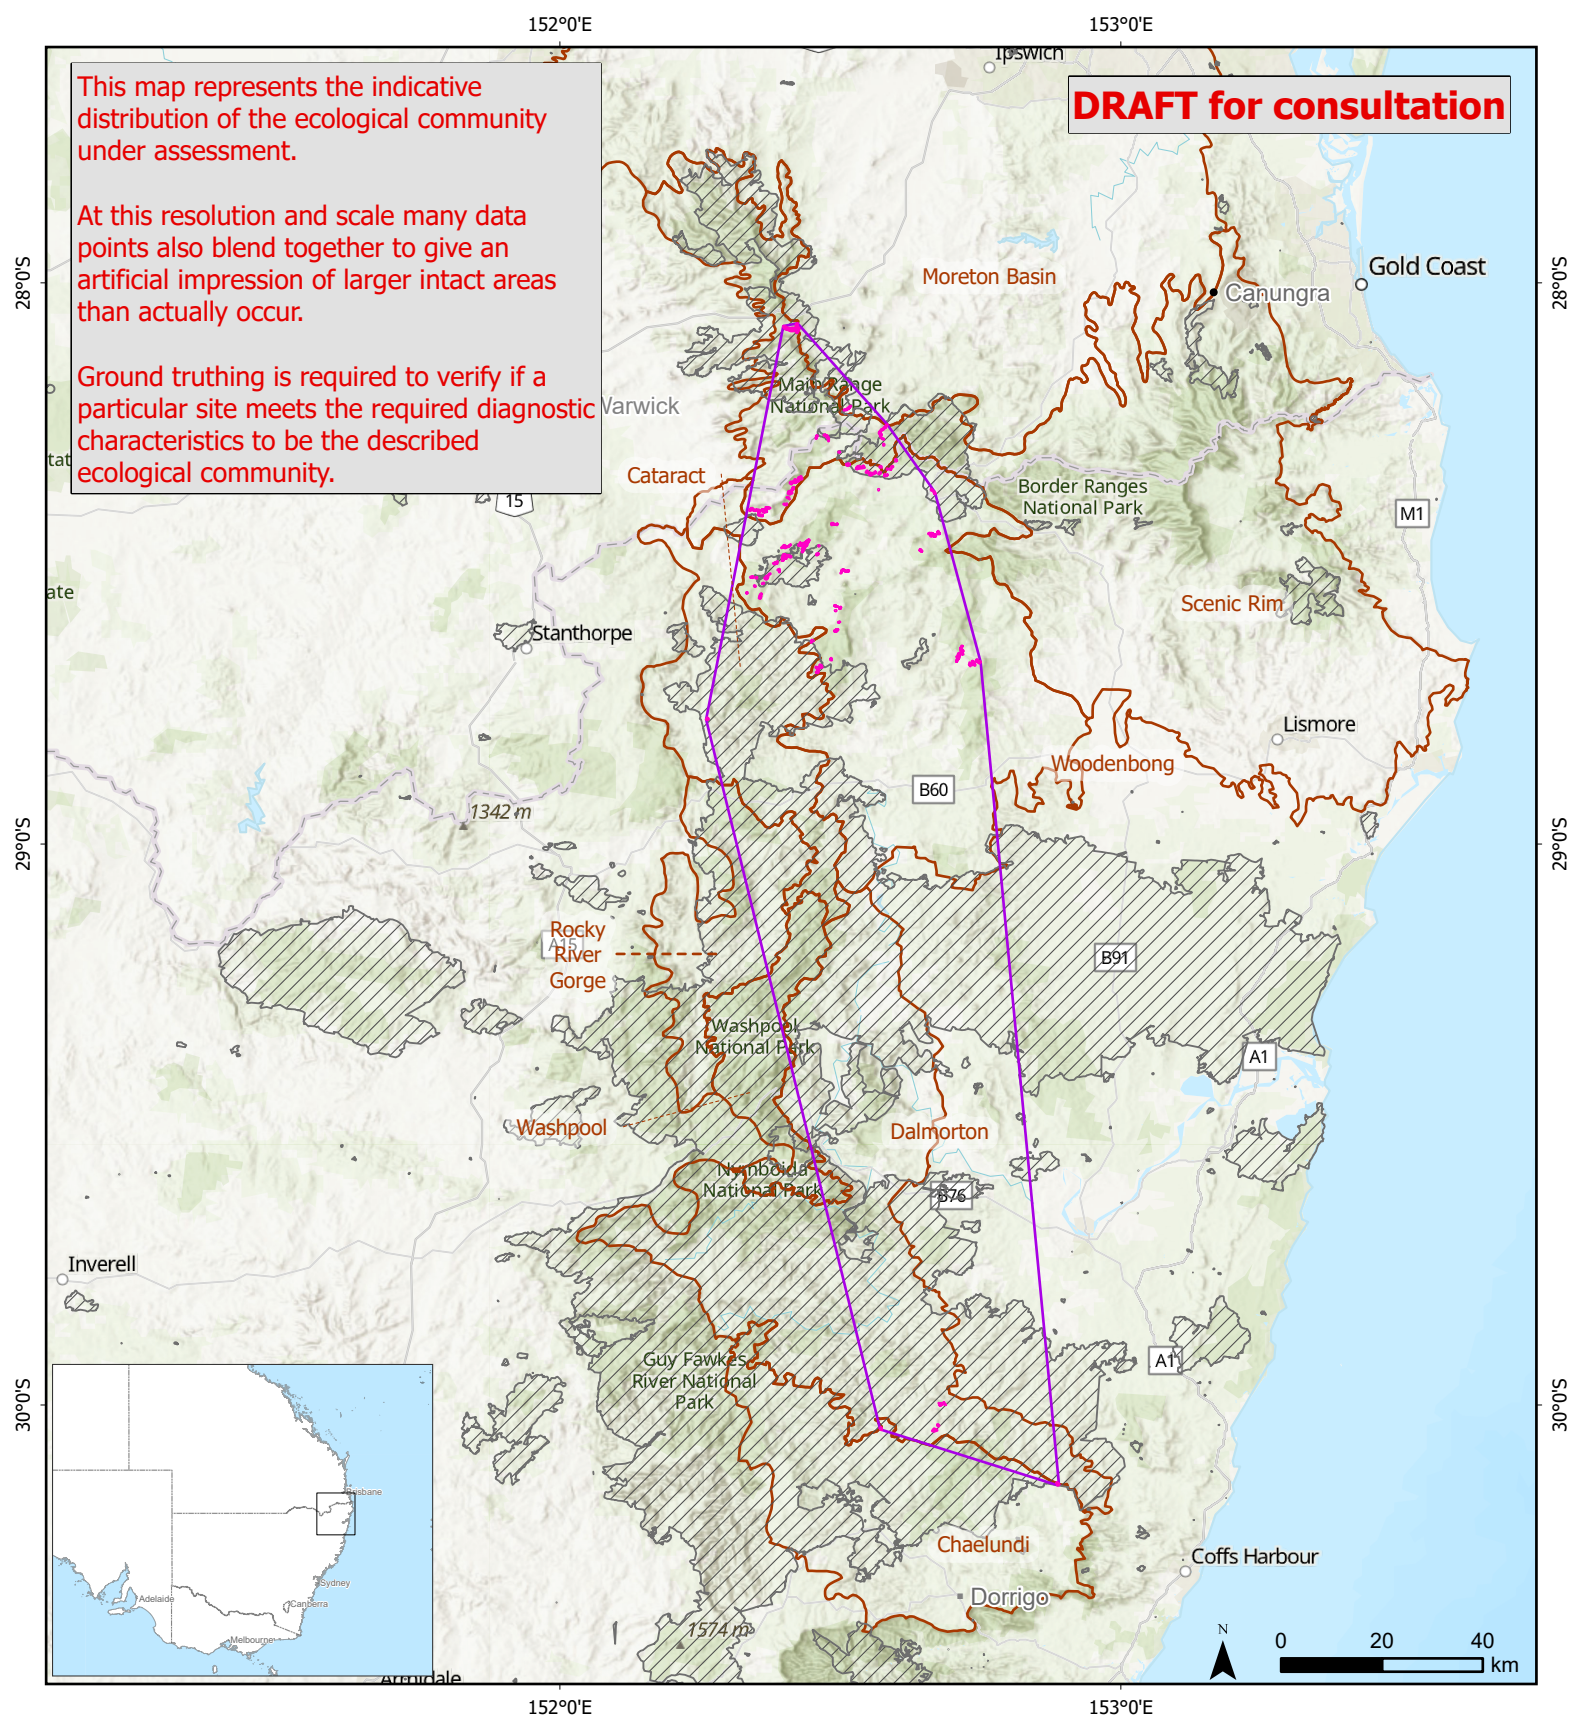 152°0'E
153°0'E
Ipswich
This map represents the indicative
distribution of the ecological community
under assessment.
At this resolution and scale many data
points also blend together to give an
artificial impression of larger intact areas
than actually occur.
Ground truthing is required to verify if a
particular site meets the required diagnostic
characteristics to be the described
ecological community.
DRAFT for consultation
28°0'S
28°0'S
Moreton Basin
Gold Coast
Canungra
Main Range
National Park
Warwick
Cataract
15
Border Ranges
National Park
M1
ate
Scenic Rim
Stanthorpe
Lismore
Woodenbong
B60
1342 m
29°0'S
29°0'S
Rocky
River
Gorge
A15
B91
Washpool
National Park
A1
Washpool
Dalmorton
Nymboida
National Park
B76
Inverell
Guy Fawkes
River National
Park
A1
30°0'S
30°0'S
Brisbane
Sydney
Canberra
Adelaide
Melbourne
Chaelundi
Coffs Harbour
Dorrigo
1574 m
N
0 20 40
km
Armidale
152°0'E
153°0'E